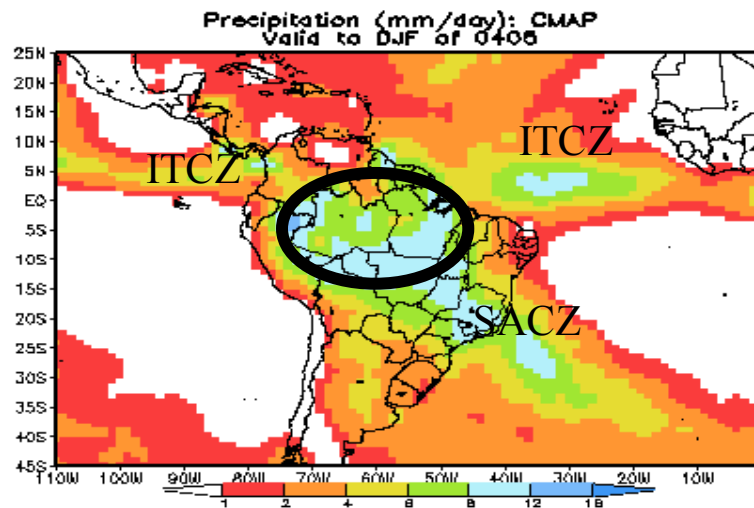 Precipitation (mm/day): CMAP
Valid to DJF of 0406
25N
20N
15N
10N
5N
EQ
5S
10S
15S
20S
25S
30S
35S
40S
45S
ITCZ
ITCZ
SACZ
110W 100W 90W 80W 70W 60W 50W 40W 30W 20W 10W
1 2 4 6 8 12 16